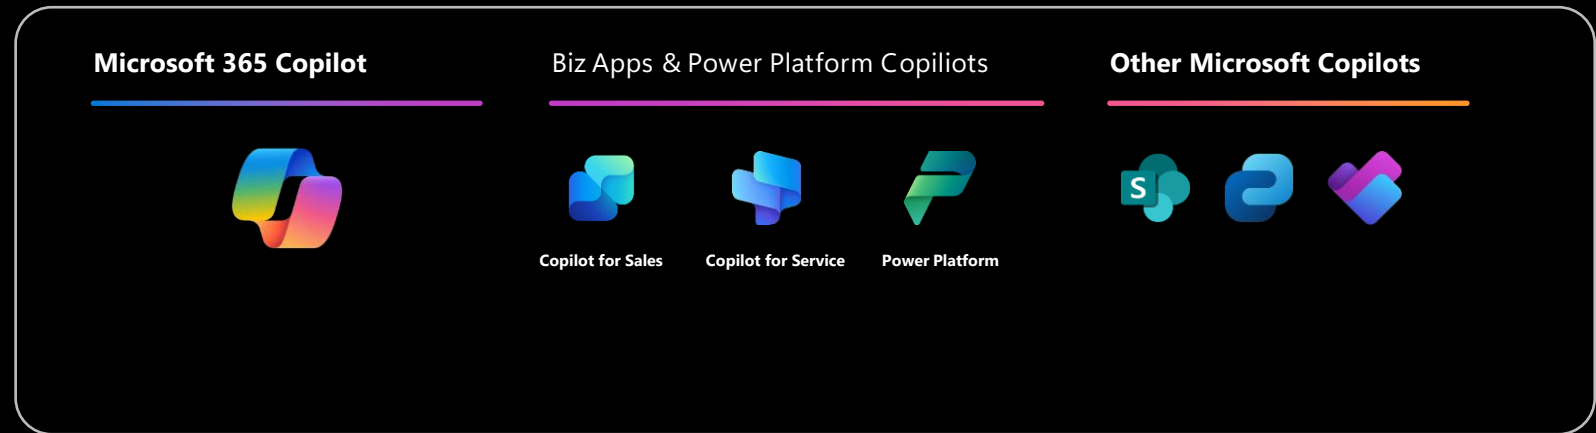 Microsoft 365 Copilot
Biz Apps & Power Platform Copiliots
Other Microsoft Copilots
S
Copilot for Sales
Copilot for Service
Power Platform